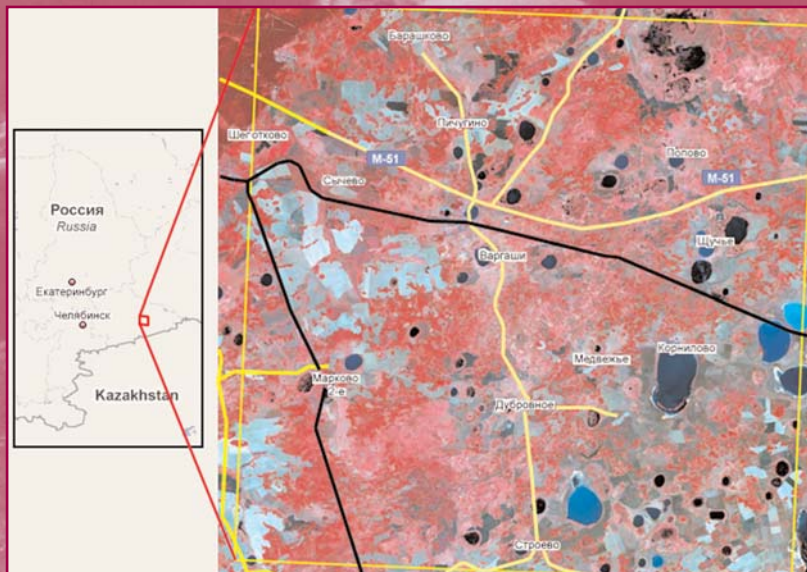 Россия
Russia
Екатеринбург
Челябинск
Kazakhstan
Барашково
Пичугино
Шеготково
М-51
Сычево
Попово
М-51
Щучье
Варгаши
Медвежье
Корнилово
Марково
2-е
Дубровное
Строево